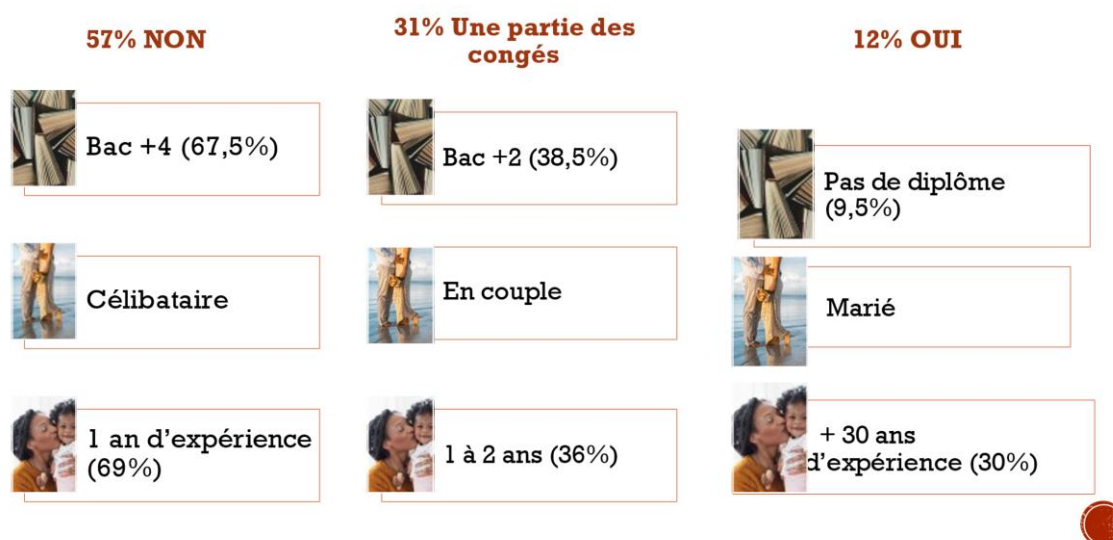 57% NON
Bac +4 (67,5%)
Célibataire
1 an d'expérience
(69%)
31% Une partie des
congés
Bac +2 (38,5%)
En couple
1 à 2 ans (36%)
12% OUI
Pas de diplôme
(9,5%)
Marié
+ 30 ans
d'expérience (30%)